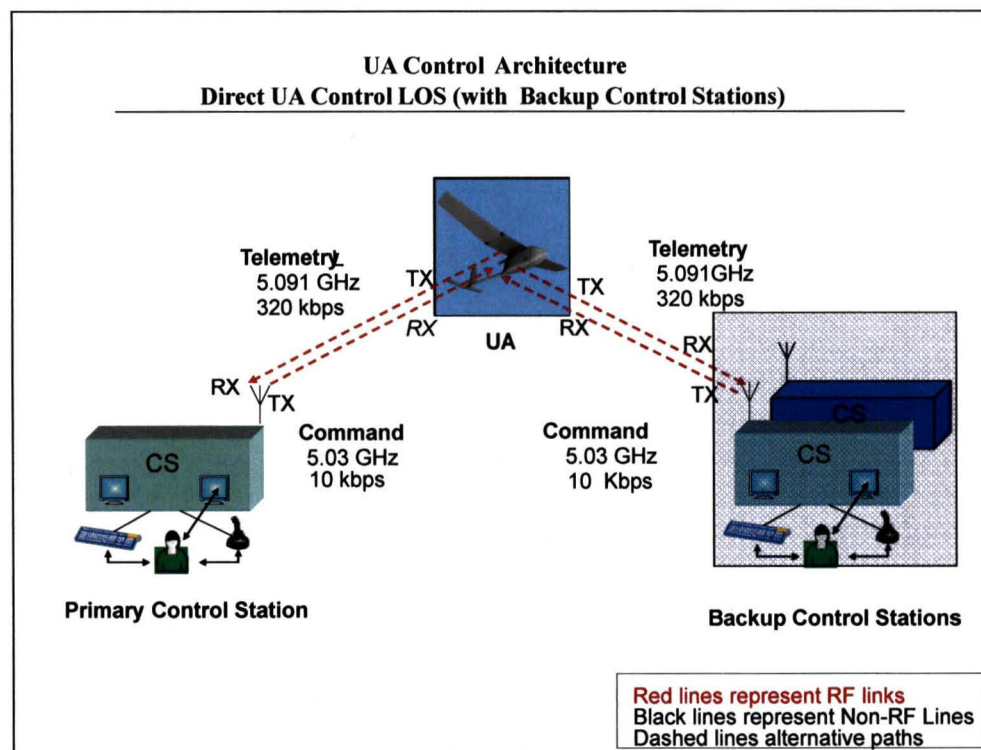 UA Control Architecture
Direct UA Control LOS (with Backup Control Stations)
Telemetry
5.091 GHz
320 kbps
TX
RX
UA
TX
RX
Telemetry
5.091GHz
320 kbps
RX
TX
RX
TX
Command
5.03 GHz
10 kbps
Command
5.03 GHz
10 Kbps
CS
CS
CS
Primary Control Station
Backup Control Stations
Red lines represent RF links
Black lines represent Non-RF Lines
Dashed lines alternative paths